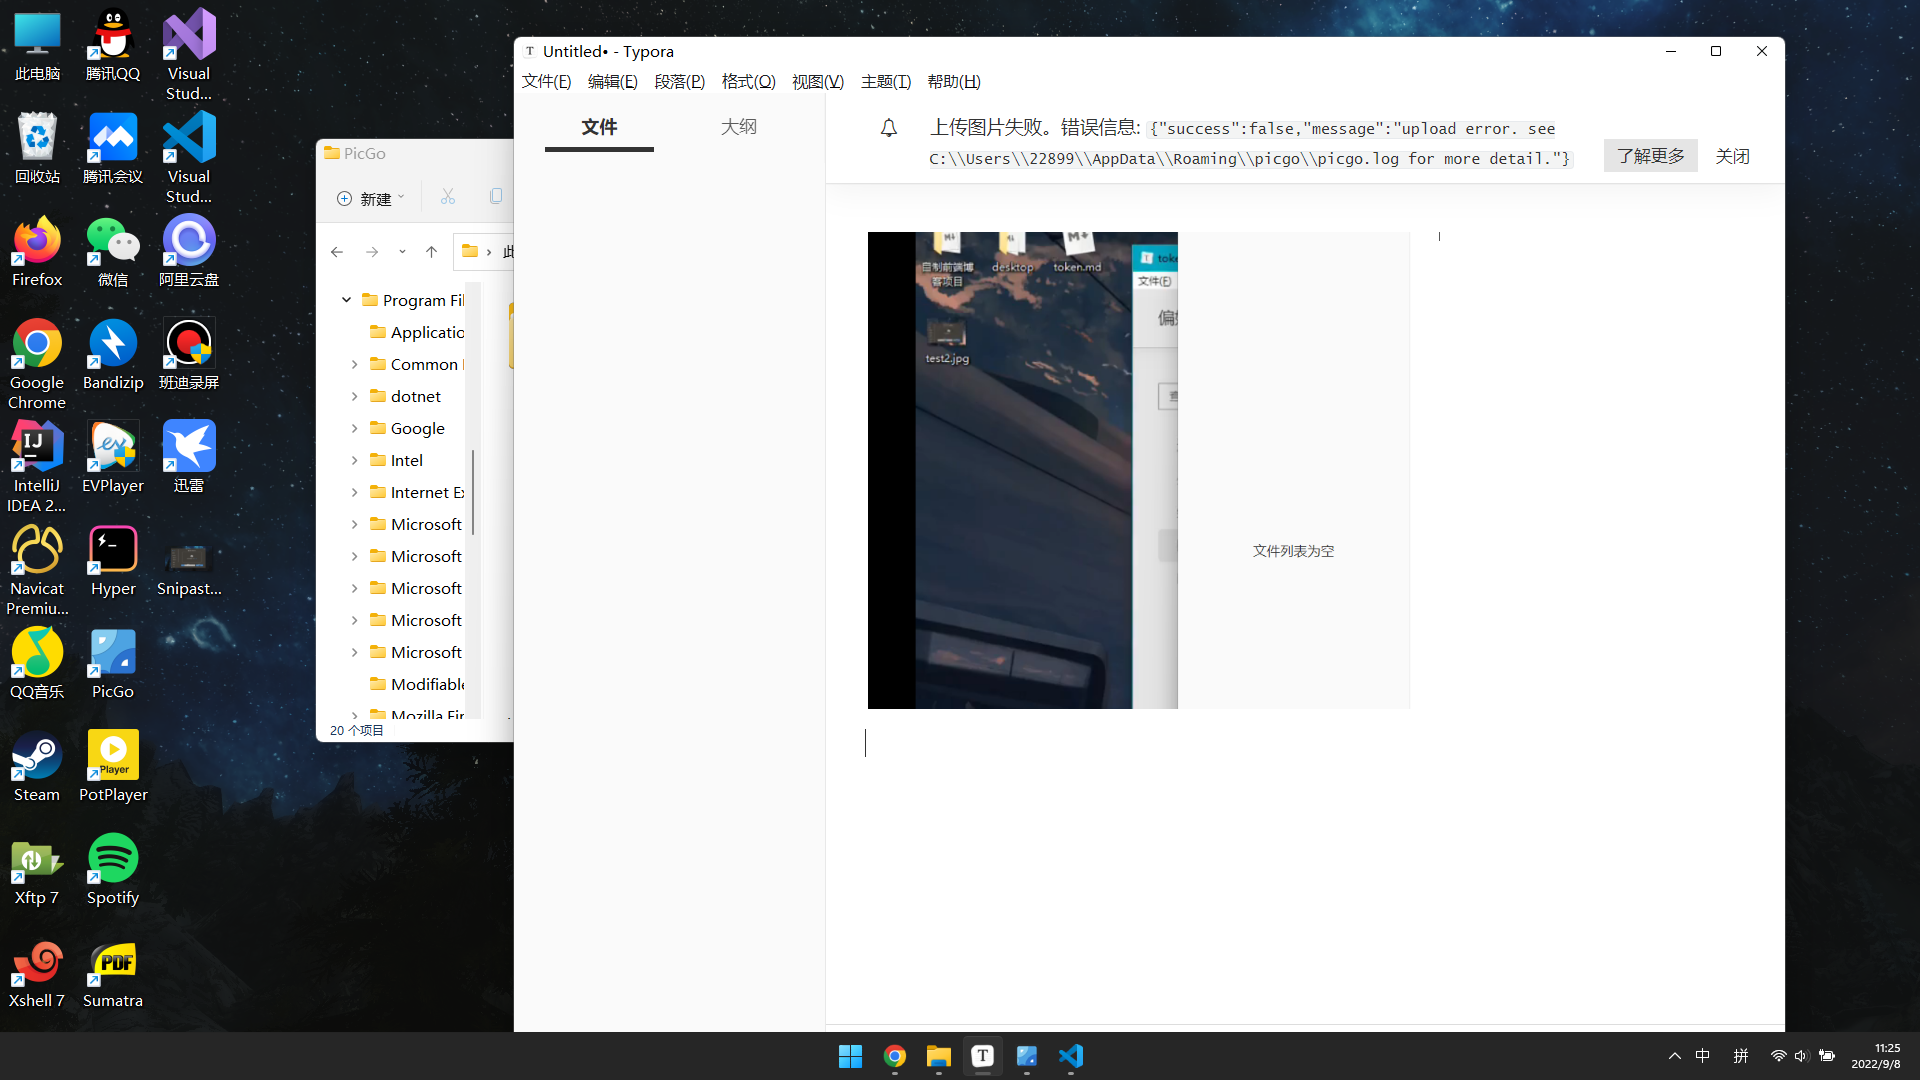 此电脑
腾讯QQ
Visual
Stud...
回收站
腾讯会议
Visual
Stud...
Firefox
微信
阿里云盘
Google
Chrome
Bandizip
班迪录屏
IntelliJ
IDEA 2...
EVPlayer
迅雷
Navicat
Premiu...
Hyper
Snipast...
QQ音乐
PicGo
Steam
PotPlayer
Xftp 7
Spotify
Xshell 7
Sumatra
PicGo
新建
此
Program Fil
Applicatio
Common
dotnet
Google
Intel
Internet Ex
Microsoft
Microsoft
Microsoft
Microsoft
Microsoft
Modifiable
Mozilla Fir
20 个项目
Untitled• - Typora
文件(F) 编辑(E) 段落(P) 格式(O) 视图(V) 主题(T) 帮助(H)
文件
大纲
上传图片失败。错误信息: {"success":false,"message":"upload error. see
C:\\Users\\22899\\AppData\\Roaming\\picgo\\picgo.log for more detail."}
了解更多
关闭
自制前端博
客项目
desktop
token.md
test2.jpg
文件(F)
文件列表为空
中
拼
11:25
2022/9/8